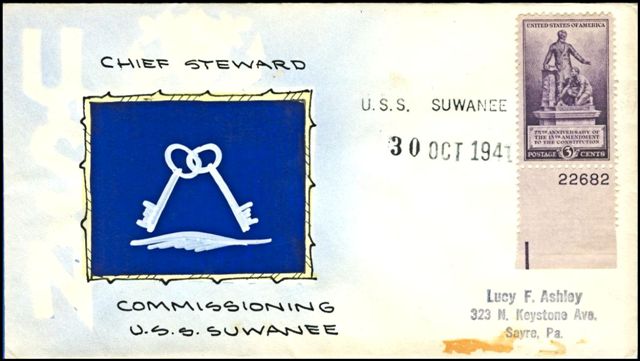 U S N
CHIEF STEWARD
COMMISSIONING
U.S.S. SUWANEE
U.S.S. SUWANEE
30 OCT 1941
UNITED STATES OF AMERICA
75TH ANNIVERSARY OF
THE 13TH AMENDMENT
TO THE CONSTITUTION
POSTAGE 3 CENTS
22682
Lucy F. Ashley
323 N. Keystone Ave.
Sayre, Pa.